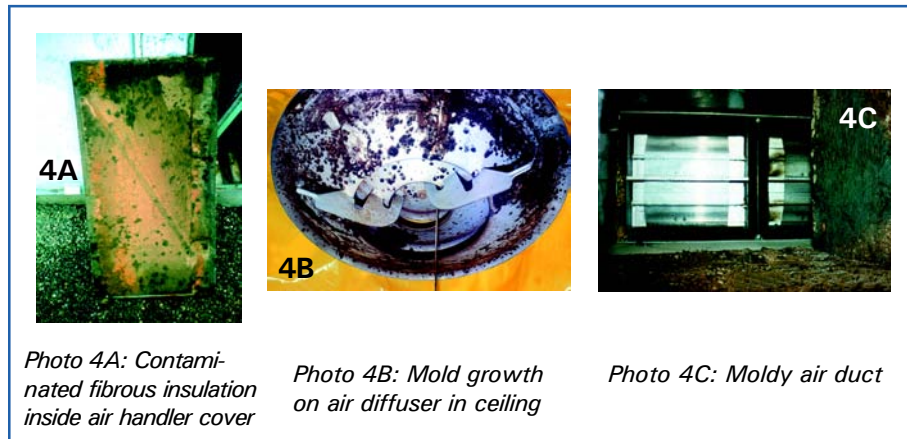 4A
4B
4C
Photo 4A: Contami-
nated fibrous insulation
inside air handler cover
Photo 4B: Mold growth
on air diffuser in ceiling
Photo 4C: Moldy air duct